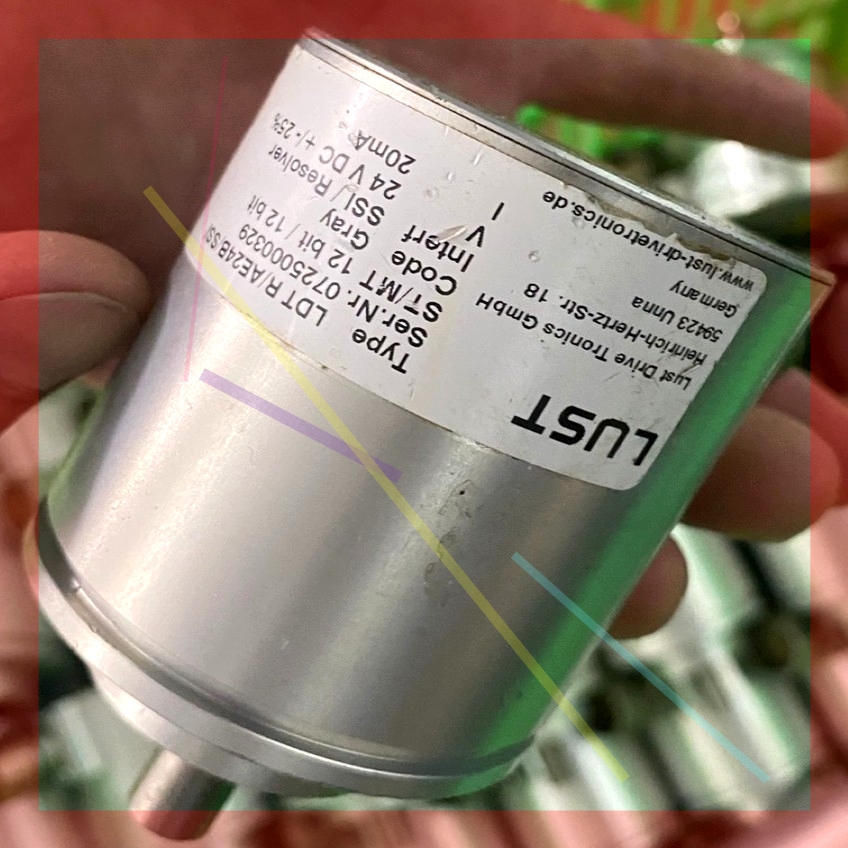 LUST
Lust Drive Tronics GmbH
Heinrich-Hertz-Str. 18
59423 Unna
Germany
www.lust-drivetronics.de
Type LDT R/AE24B SSI
Ser.Nr. 0725000329
ST/MT 12 bit / 12 bit
Code Gray
Interf SSI / Resolver
V 24 V DC +/- 25%
I 20mA